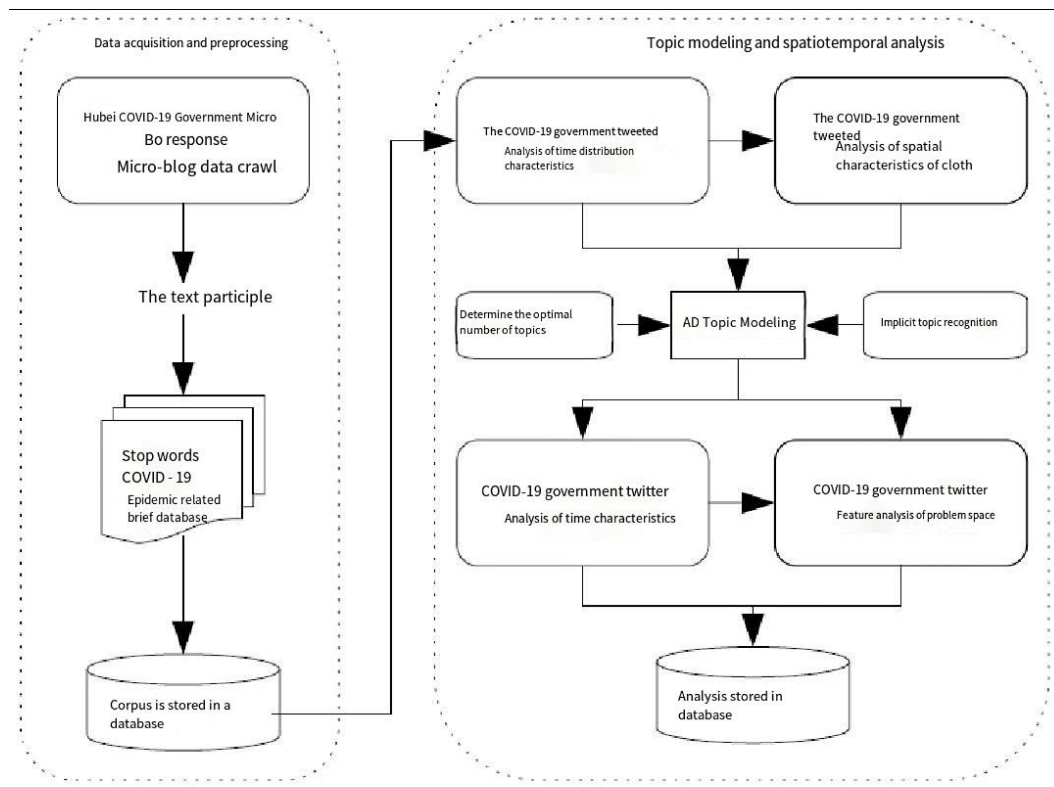 Data acquisition and preprocessing
Hubei COVID-19 Government Micro
Bo response
Micro-blog data crawl
The text participle
Stop words
COVID - 19
Epidemic related
brief database
Corpus is stored in a
database
Topic modeling and spatiotemporal analysis
The COVID-19 government tweeted
Analysis of time distribution
characteristics
The COVID-19 government
tweeted
Analysis of spatial
characteristics of cloth
Determine the optimal
number of topics
AD Topic Modeling
Implicit topic recognition
COVID-19 government twitter
Analysis of time characteristics
COVID-19 government twitter
Feature analysis of problem space
Analysis stored in
database